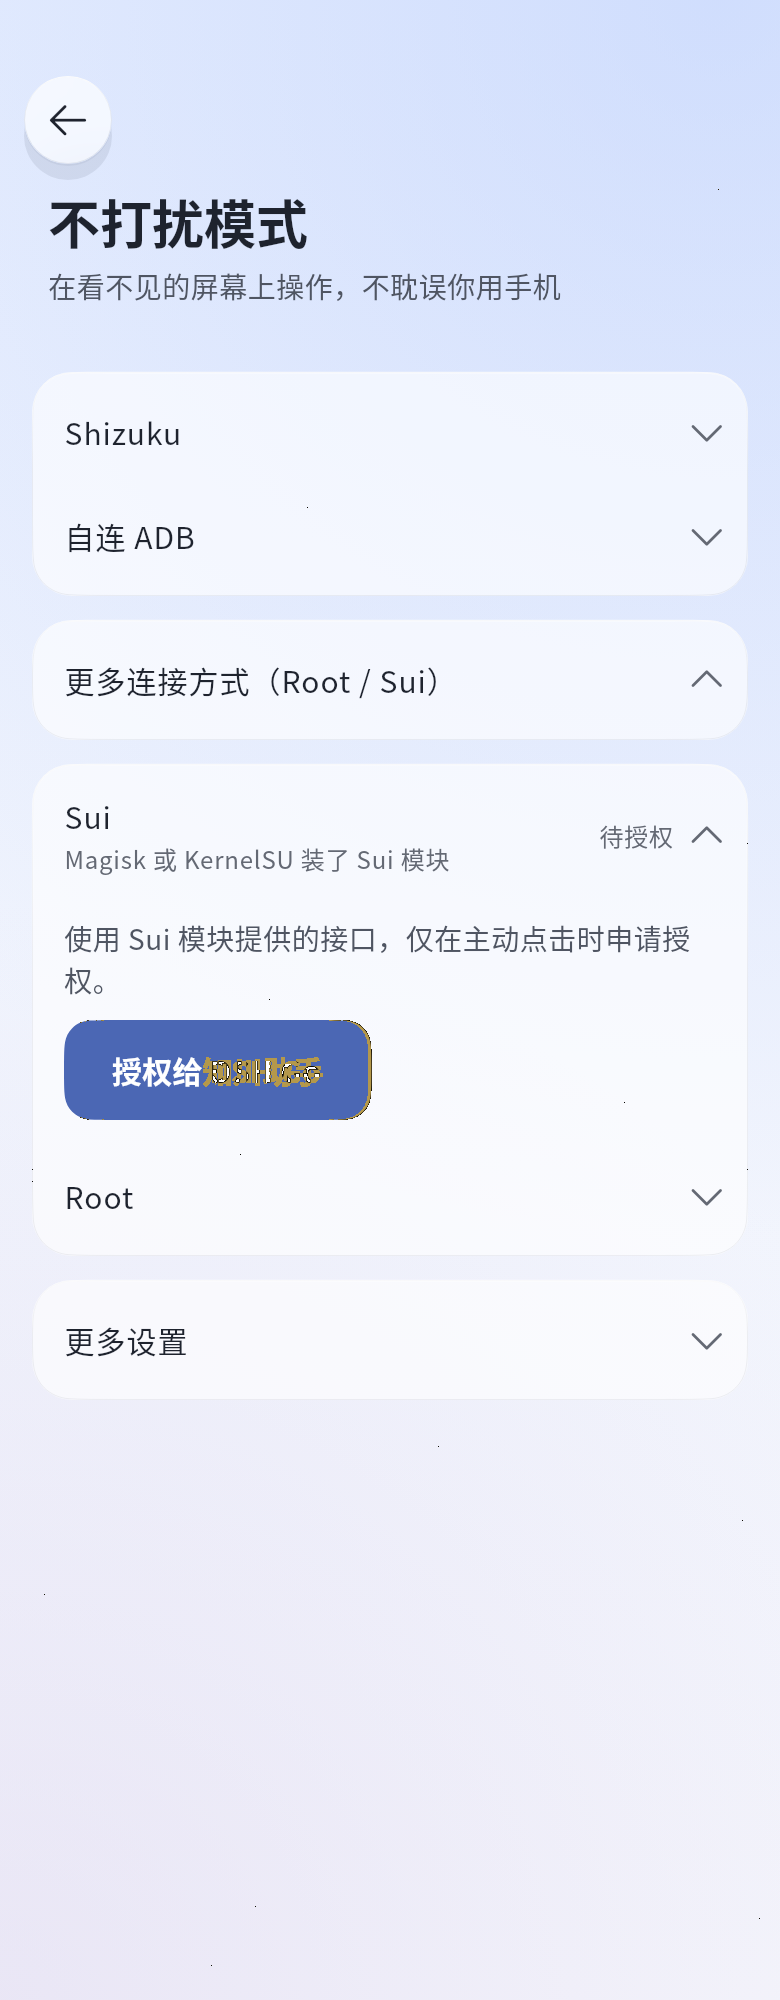 不打扰模式
在看不见的屏幕上操作，不耽误你用手机
Shizuku
自连 ADB
更多连接方式（Root / Sui）
Sui
Magisk 或 KernelSU 装了 Sui 模块
待授权
使用 Sui 模块提供的接口，仅在主动点击时申请授
权。
授权给
Root
更多设置